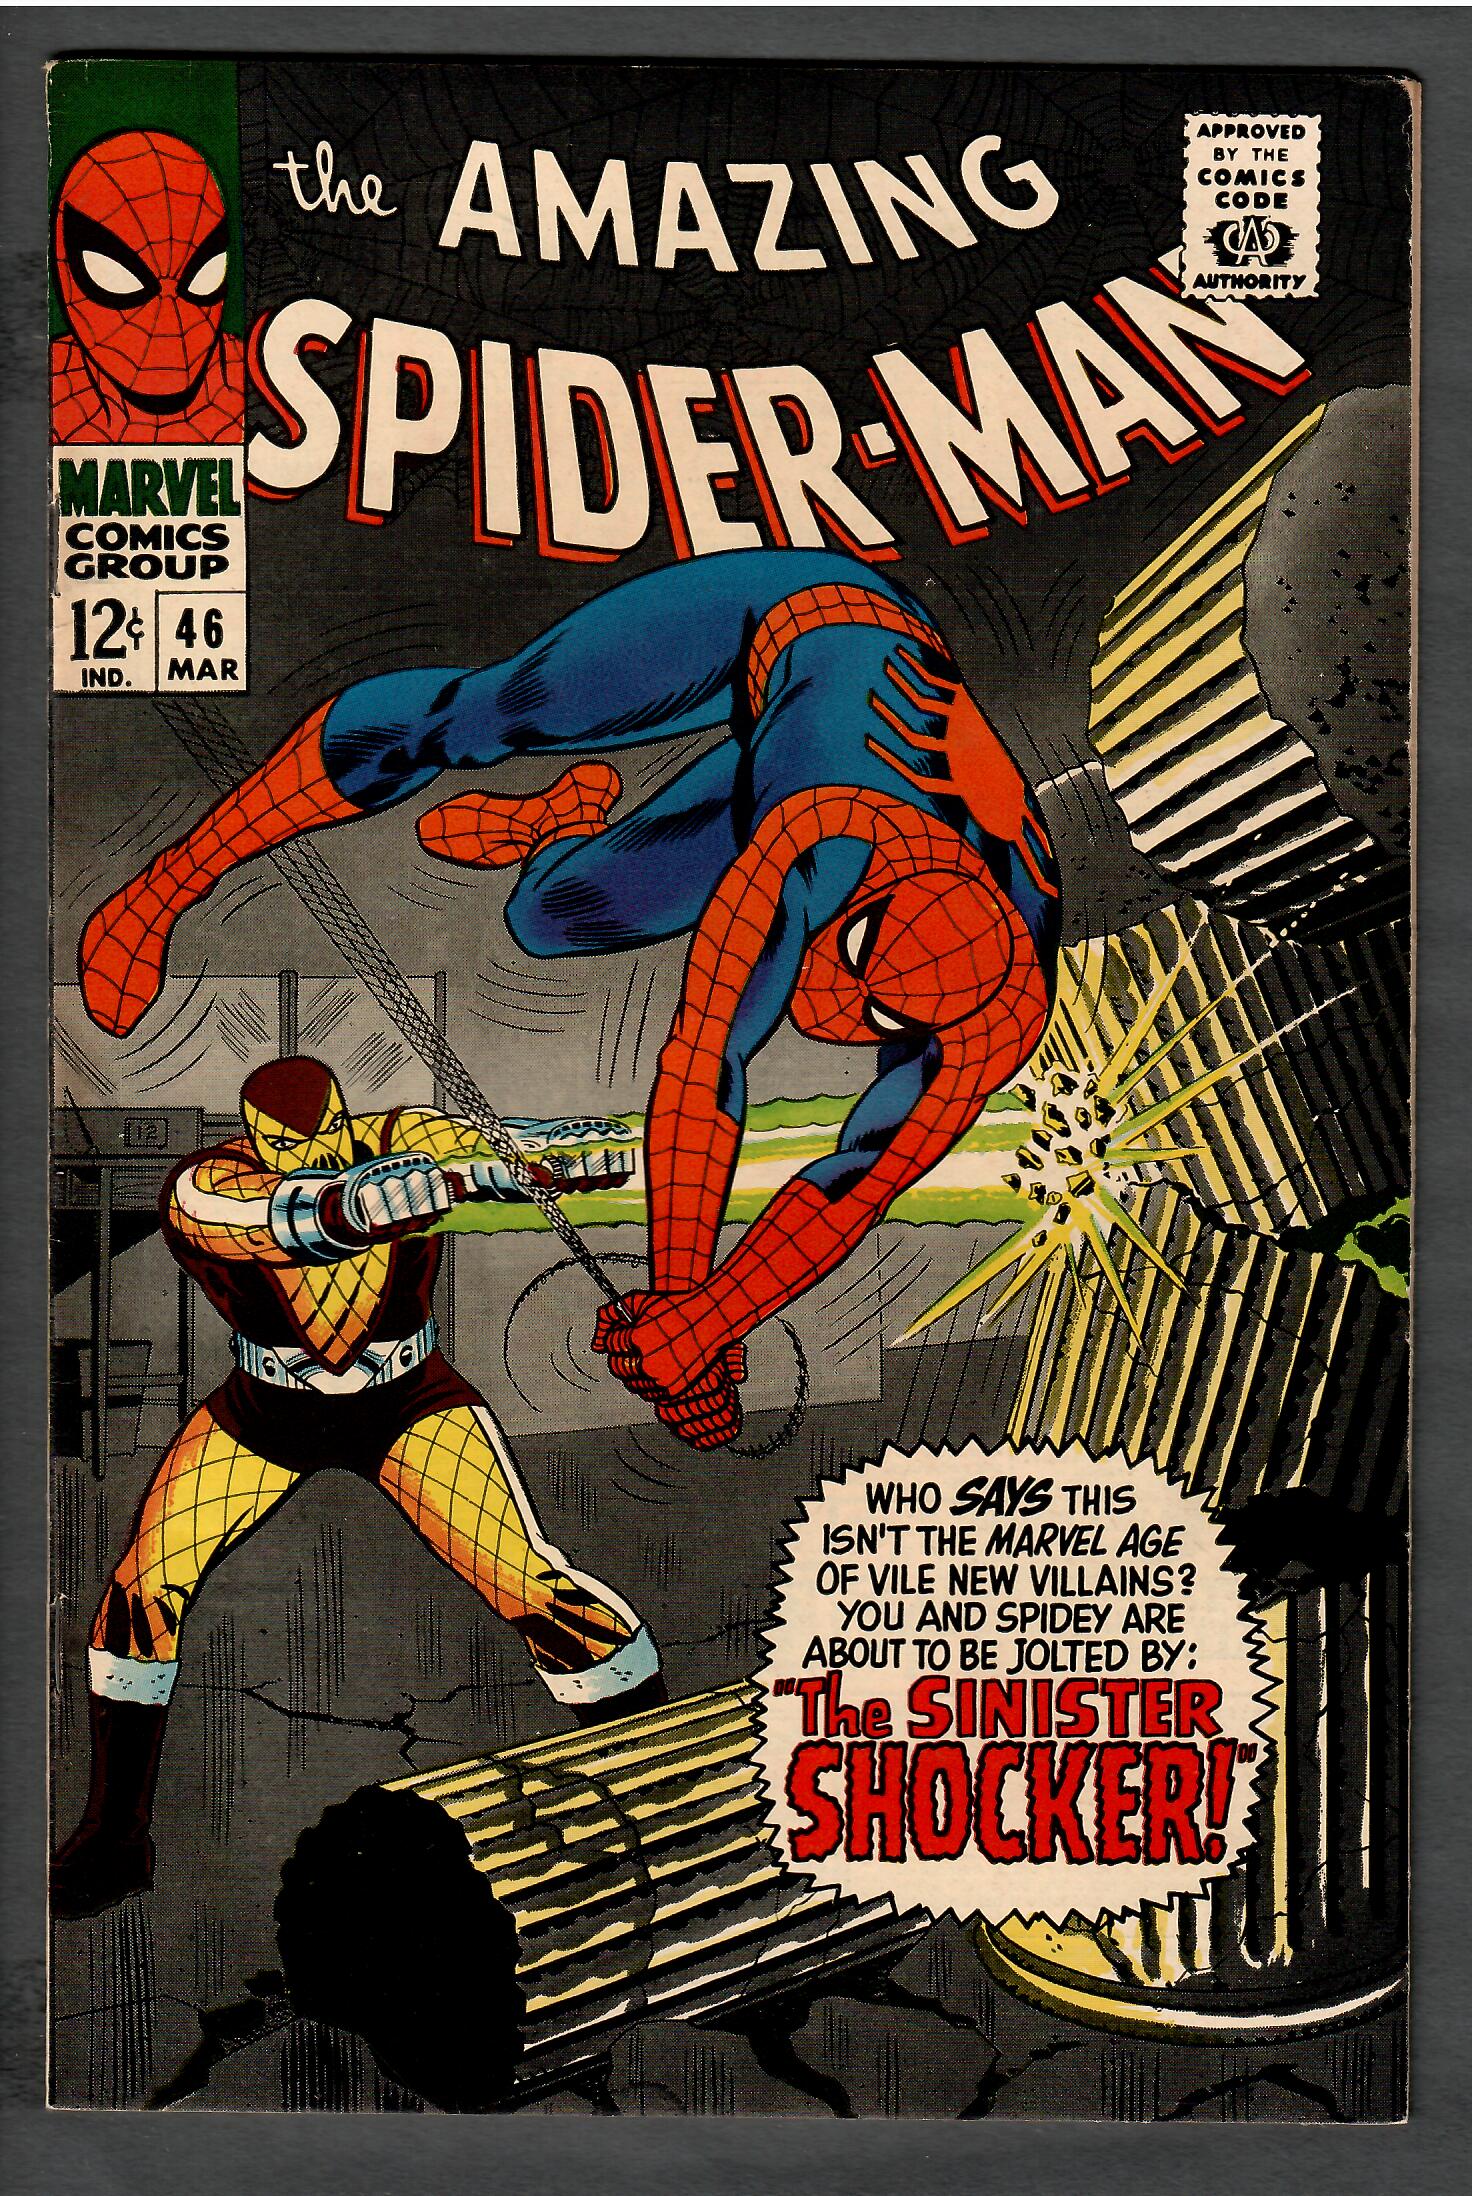 the AMAZING
SPIDER-MAN
APPROVED
BY THE
COMICS
CODE
CA
AUTHORITY
MARVEL
COMICS
GROUP
12¢
IND.
46
MAR
12
WHO SAYS THIS
ISN'T THE MARVEL AGE
OF VILE NEW VILLAINS?
YOU AND SPIDEY ARE
ABOUT TO BE JOLTED BY:
"The SINISTER
SHOCKER!"